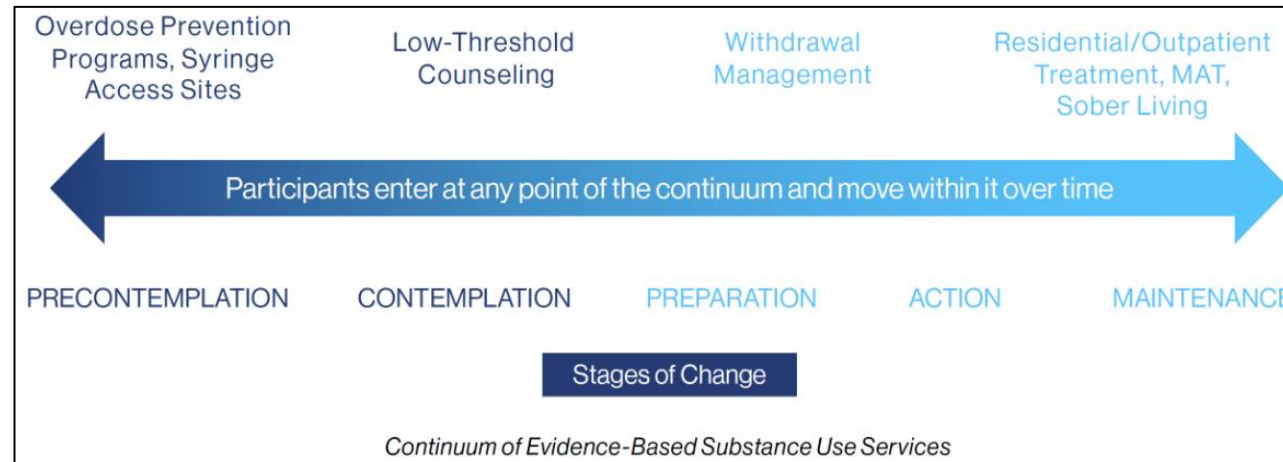 Overdose Prevention
Programs, Syringe
Access Sites
Low-Threshold
Counseling
Withdrawal
Management
Residential/Outpatient
Treatment, MAT,
Sober Living
Participants enter at any point of the continuum and move within it over time
PRECONTEMPLATION
CONTEMPLATION
PREPARATION
ACTION
MAINTENANCE
Stages of Change
Continuum of Evidence-Based Substance Use Services